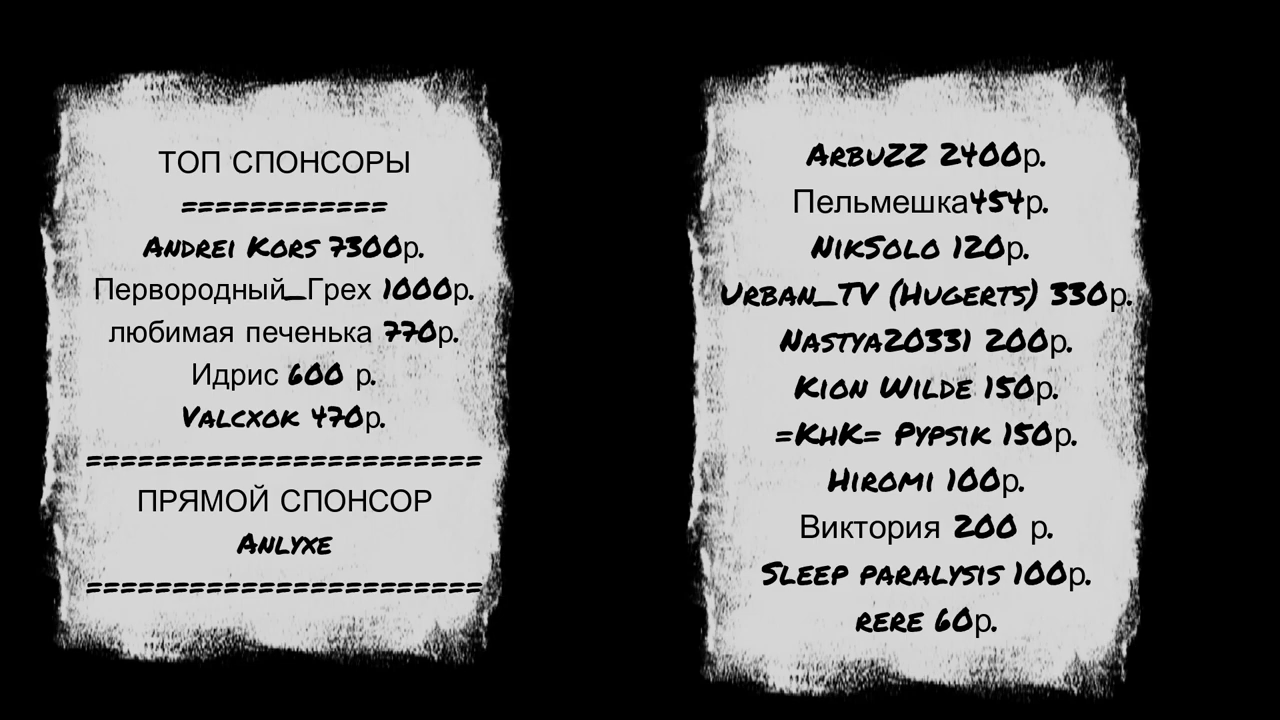 ТОП СПОНСОРЫ
============
Andrei Kors 7300р.
Первородный_Грех 1000р.
любимая печенька 770р.
Идрис 600 р.
Valcxok 470р.
=======================
ПРЯМОЙ СПОНСОР
Anlyxe
=======================
ArbuZZ 2400р.
Пельмешка454р.
NikSolo 120р.
Urban_TV (Hugerts) 330р.
Nastya20331 200р.
Kion Wilde 150р.
=KhK= Pypsik 150р.
Hiromi 100р.
Виктория 200 р.
Sleep paralysis 100р.
rere 60р.